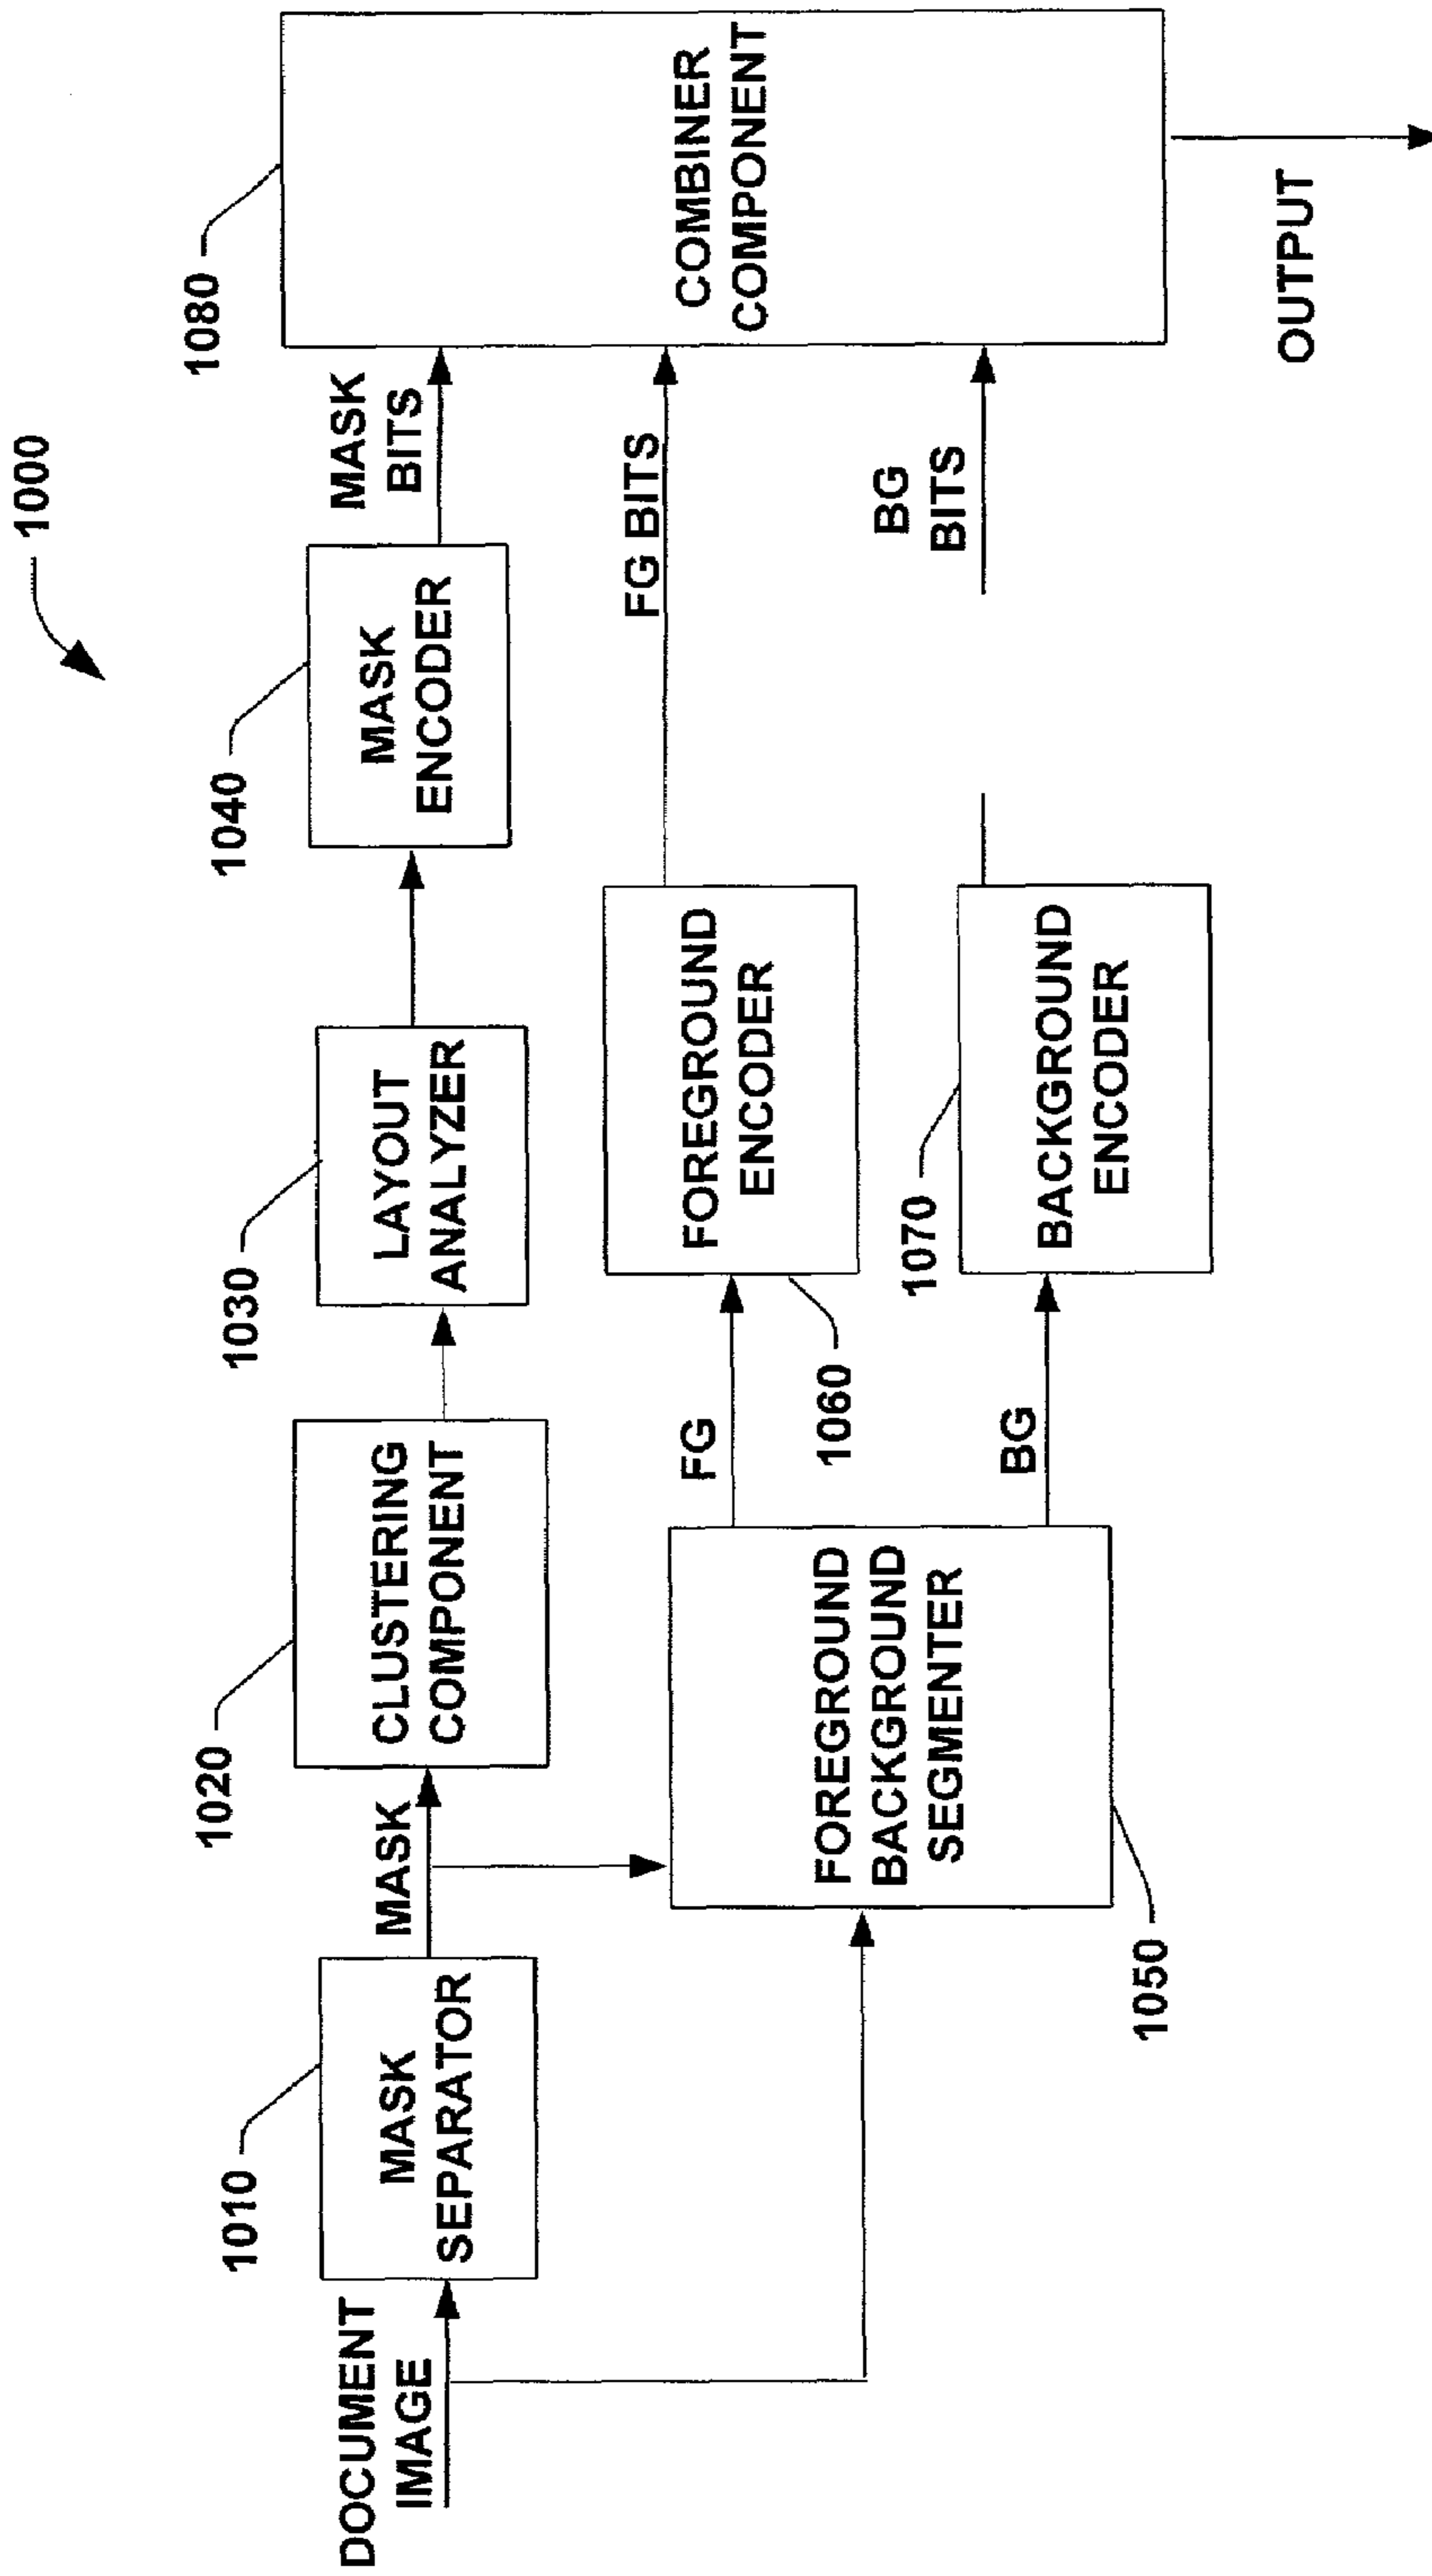 1000
DOCUMENT
IMAGE
1010
MASK
SEPARATOR
MASK
1020
CLUSTERING
COMPONENT
1030
LAYOUT
ANALYZER
1040
MASK
ENCODER
MASK
BITS
1080
COMBINER
COMPONENT
FOREGROUND
BACKGROUND
SEGMENTER
1050
FG
1060
FOREGROUND
ENCODER
FG BITS
BG
1070
BACKGROUND
ENCODER
BG
BITS
OUTPUT